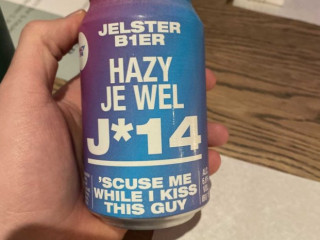 JELSTER
B1ER
HAZY
JE WEL
J*14
'SCUSE ME
WHILE I KISS
THIS GUY